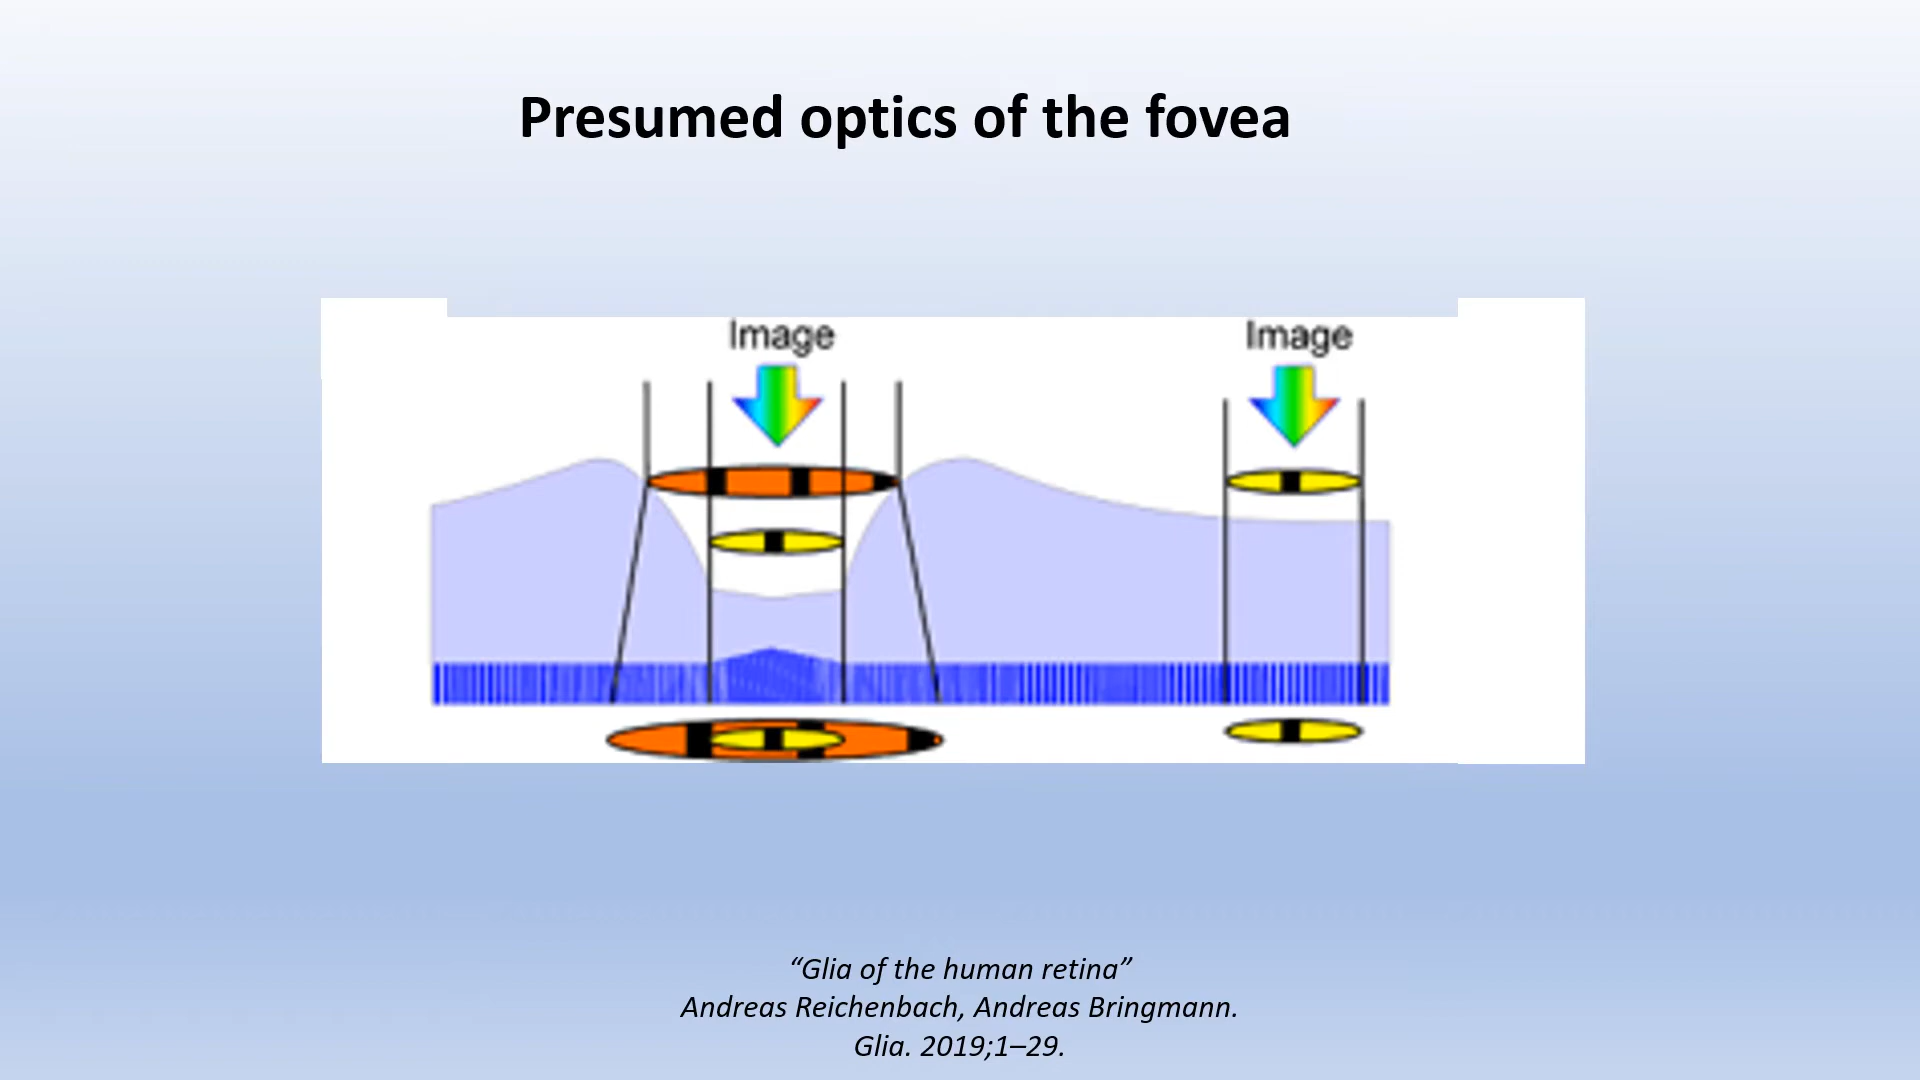 Presumed optics of the fovea
Image
Image
“Glia of the human retina”
Andreas Reichenbach, Andreas Bringmann.
Glia. 2019;1–29.